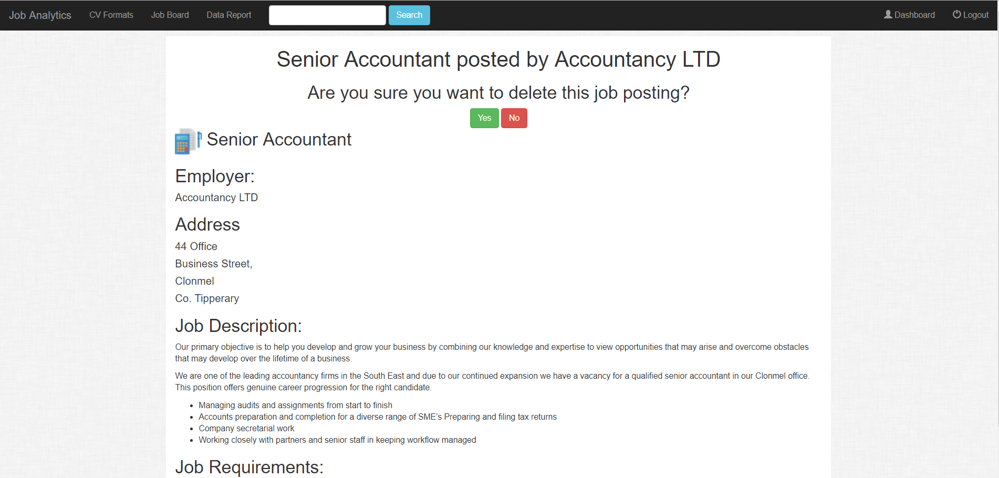 Job Analytics CV Formats Job Board Data Report Search Dashboard Logout
Senior Accountant posted by Accountancy LTD
Are you sure you want to delete this job posting?
Yes No
Senior Accountant
Employer:
Accountancy LTD
Address
44 Office
Business Street,
Clonmel
Co. Tipperary
Job Description:
Our primary objective is to help you develop and grow your business by combining our knowledge and expertise to view opportunities that may arise and overcome obstacles
that may develop over the lifetime of a business.
We are one of the leading accountancy firms in the South East and due to our continued expansion we have a vacancy for a qualified senior accountant in our Clonmel office.
This position offers genuine career progression for the right candidate.
• Managing audits and assignments from start to finish
• Accounts preparation and completion for a diverse range of SME’s Preparing and filing tax returns
• Company secretarial work
• Working closely with partners and senior staff in keeping workflow managed
Job Requirements: